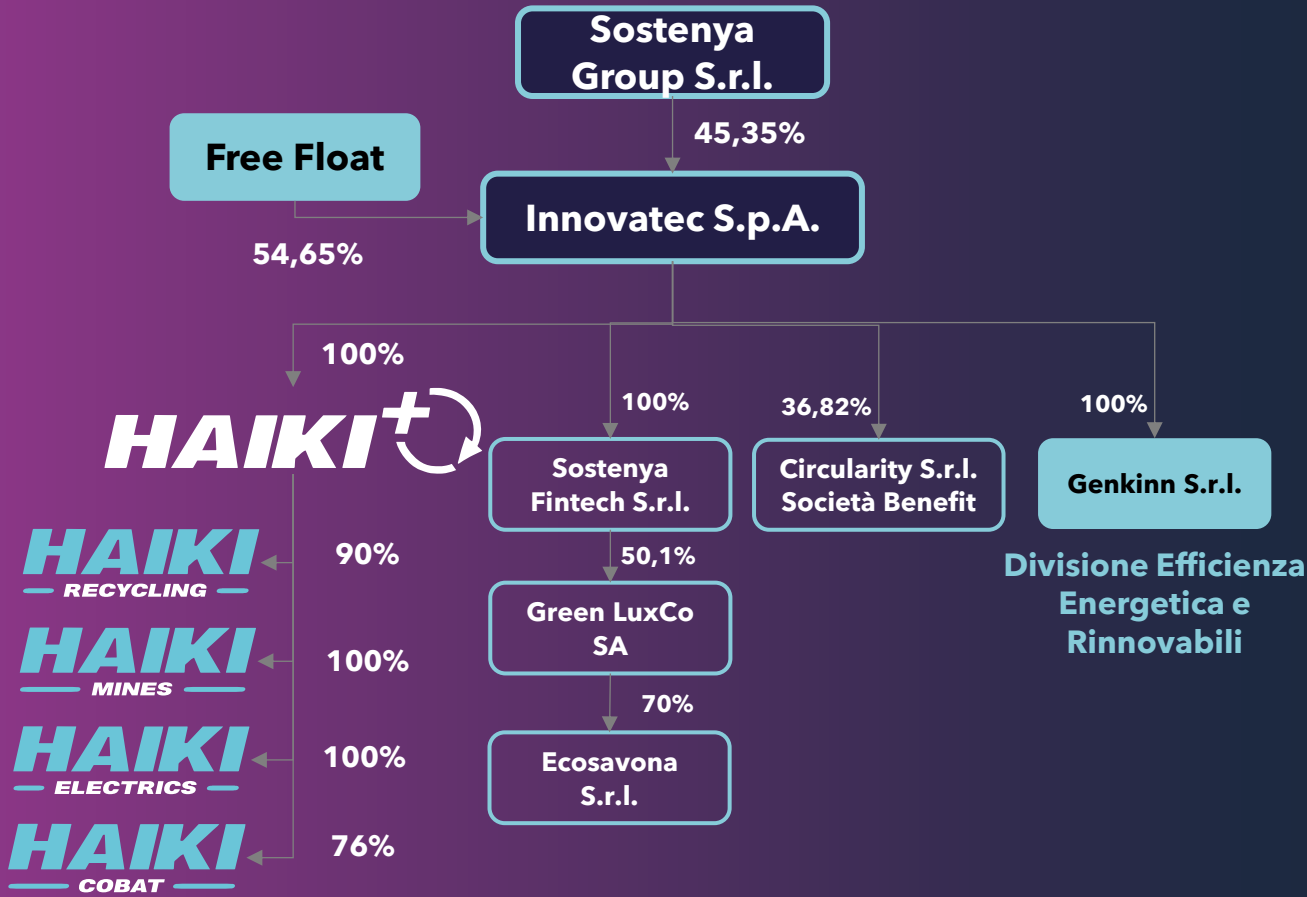 Sostenya
Group S.r.l.
45,35%
Free Float
54,65%
Innovatec S.p.A.
100%
HAIKI+
100%
36,82%
100%
Sostenya
Fintech S.r.l.
Circularity S.r.l.
Società Benefit
Genkinn S.r.l.
Divisione Efficienza
Energetica e
Rinnovabili
50,1%
Green LuxCo
SA
70%
Ecosavona
S.r.l.
HAIKI
RECYCLING
90%
HAIKI
MINES
100%
HAIKI
ELECTRICS
100%
HAIKI
COBAT
76%